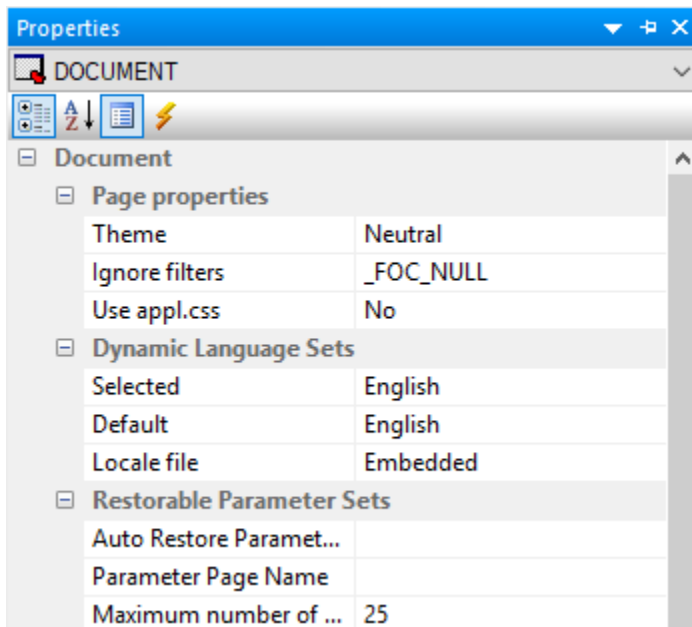 Properties
DOCUMENT
A
Z
Document
Page properties
Theme Neutral
Ignore filters _FOC_NULL
Use appl.css No
Dynamic Language Sets
Selected English
Default English
Locale file Embedded
Restorable Parameter Sets
Auto Restore Paramet...
Parameter Page Name
Maximum number of ... 25